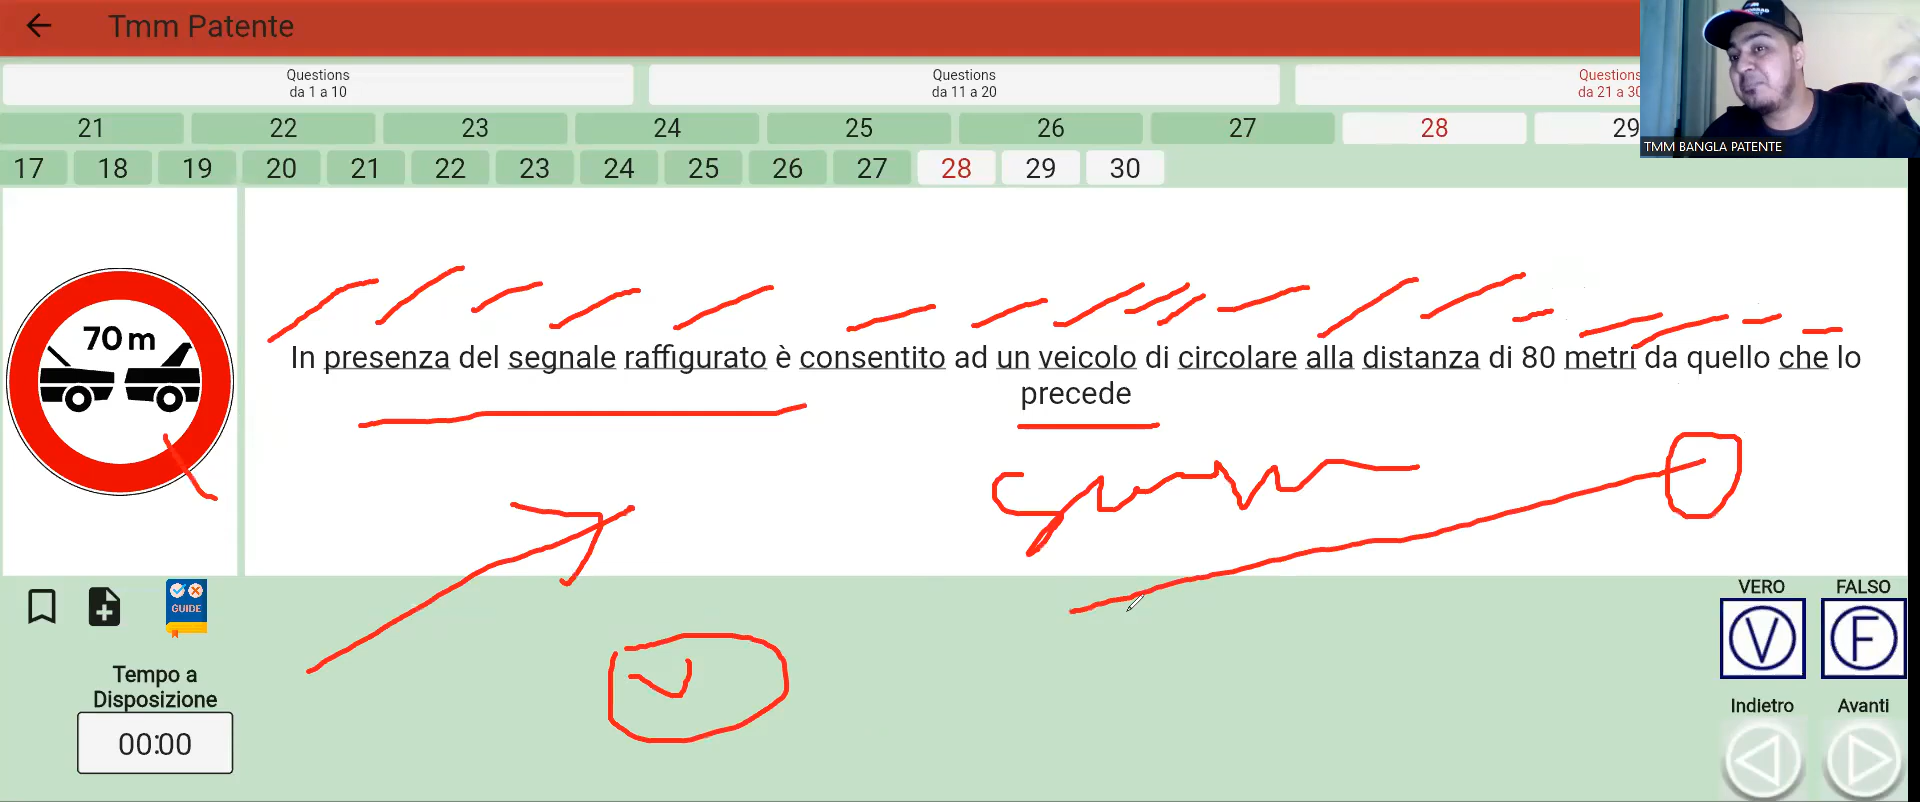 Tmm Patente
Questions
da 1 a 10
Questions
da 11 a 20
Questions
da 21 a 30
21 22 23 24 25 26 27 28 29
TMM BANGLA PATENTE
17 18 19 20 21 22 23 24 25 26 27 28 29 30
70 m
In presenza del segnale raffigurato è consentito ad un veicolo di circolare alla distanza di 80 metri da quello che lo
precede
GUIDE
VERO FALSO
V F
Tempo a
Disposizione
00:00
Indietro Avanti